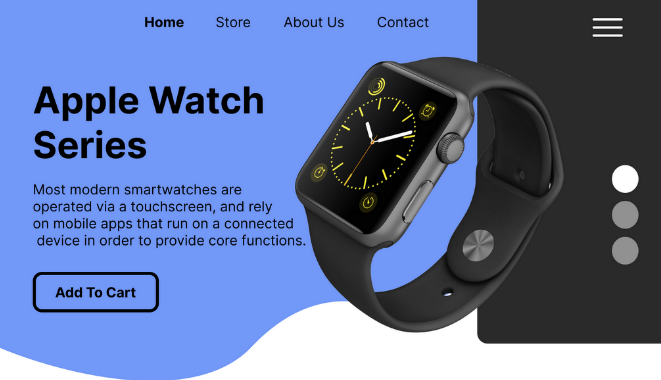 Home Store About Us Contact
Apple Watch
Series
Most modern smartwatches are
operated via a touchscreen, and rely
on mobile apps that run on a connected
device in order to provide core functions.
Add To Cart